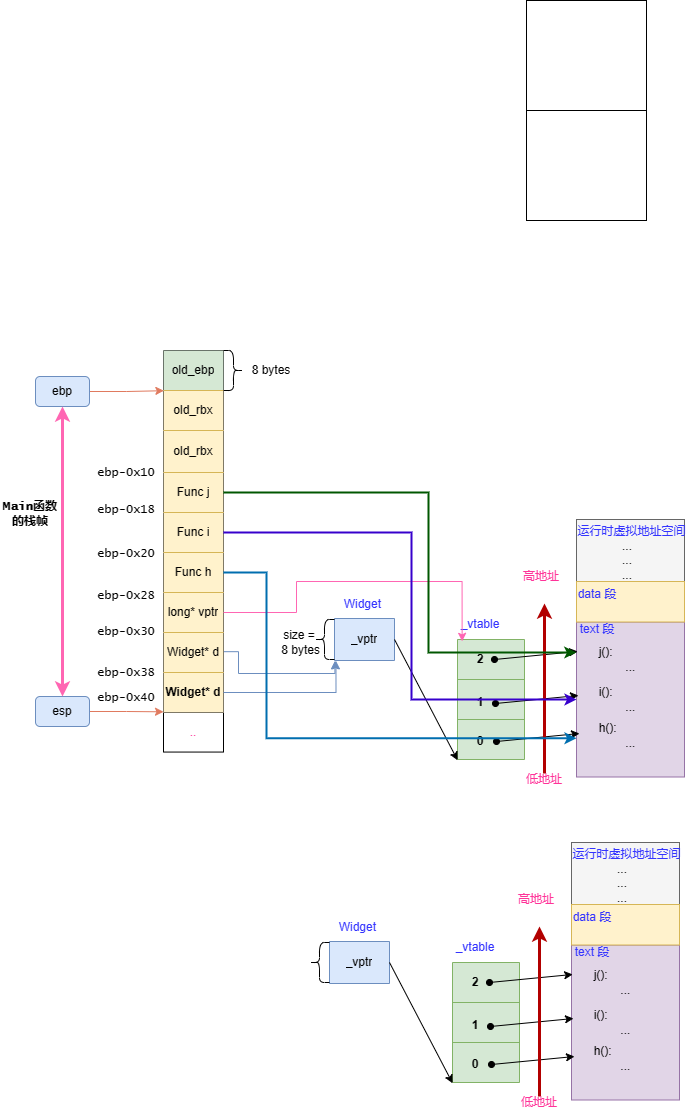 old_ebp
8 bytes
ebp
old_rbx
old_rbx
ebp-0x10
Func j
Main函数
的栈帧
ebp-0x18
Func i
ebp-0x20
Func h
ebp-0x28
long* vptr
ebp-0x30
Widget* d
ebp-0x38
Widget* d
ebp-0x40
esp
..
Widget
size =
8 bytes
_vptr
_vtable
2
1
0
高地址
低地址
运行时虚拟地址空间
...
...
...
data 段
text 段
j():
...
i():
...
h():
...
Widget
_vptr
_vtable
2
1
0
高地址
低地址
运行时虚拟地址空间
...
...
...
data 段
text 段
j():
...
i():
...
h():
...